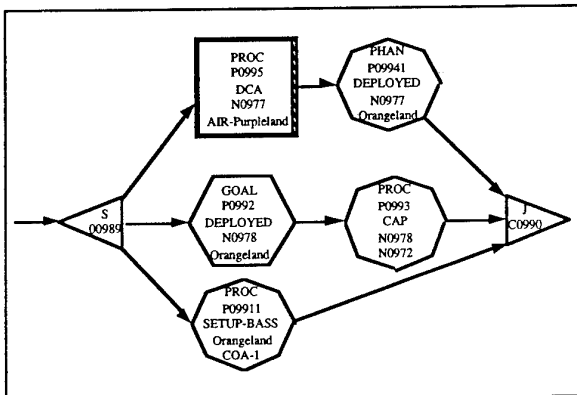 PROC
P0995
DCA
N0977
AIR-Purpleland
PHAN
P09941
DEPLOYED
N0977
Orangeland
S
00989
GOAL
P0992
DEPLOYED
N0978
Orangeland
PROC
P0993
CAP
N0978
N0972
J
C0990
PROC
P09911
SETUP-BASS
Orangeland
COA-1